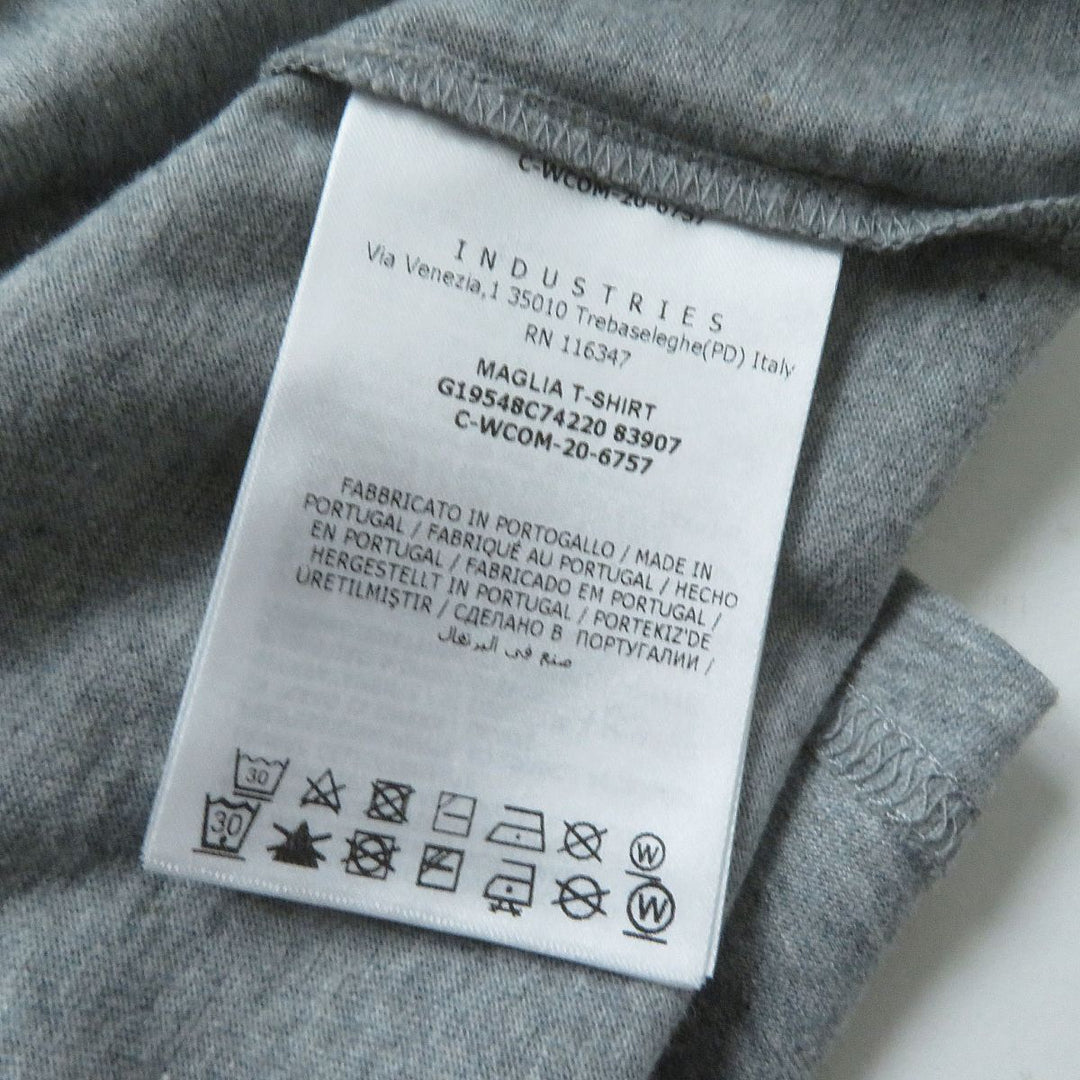 C-WCOM-20-6757
INDUSTRIES
Via Venezia,1 35010 Trebaseleghe(PD) Italy
RN 116347
MAGLIA T-SHIRT
G19548C74220 83907
C-WCOM-20-6757
FABBRICATO IN PORTOGALLO / MADE IN
PORTUGAL / FABRIQUÉ AU PORTUGAL / HECHO
EN PORTUGAL / FABRICADO EM PORTUGAL /
HERGESTELLT IN PORTUGAL / PORTEKIZ'DE
ÜRETILMIŞTIR / СДЕЛАНО В ПОРТУГАЛИИ /
صنع في البرتغال
30
W
30
W